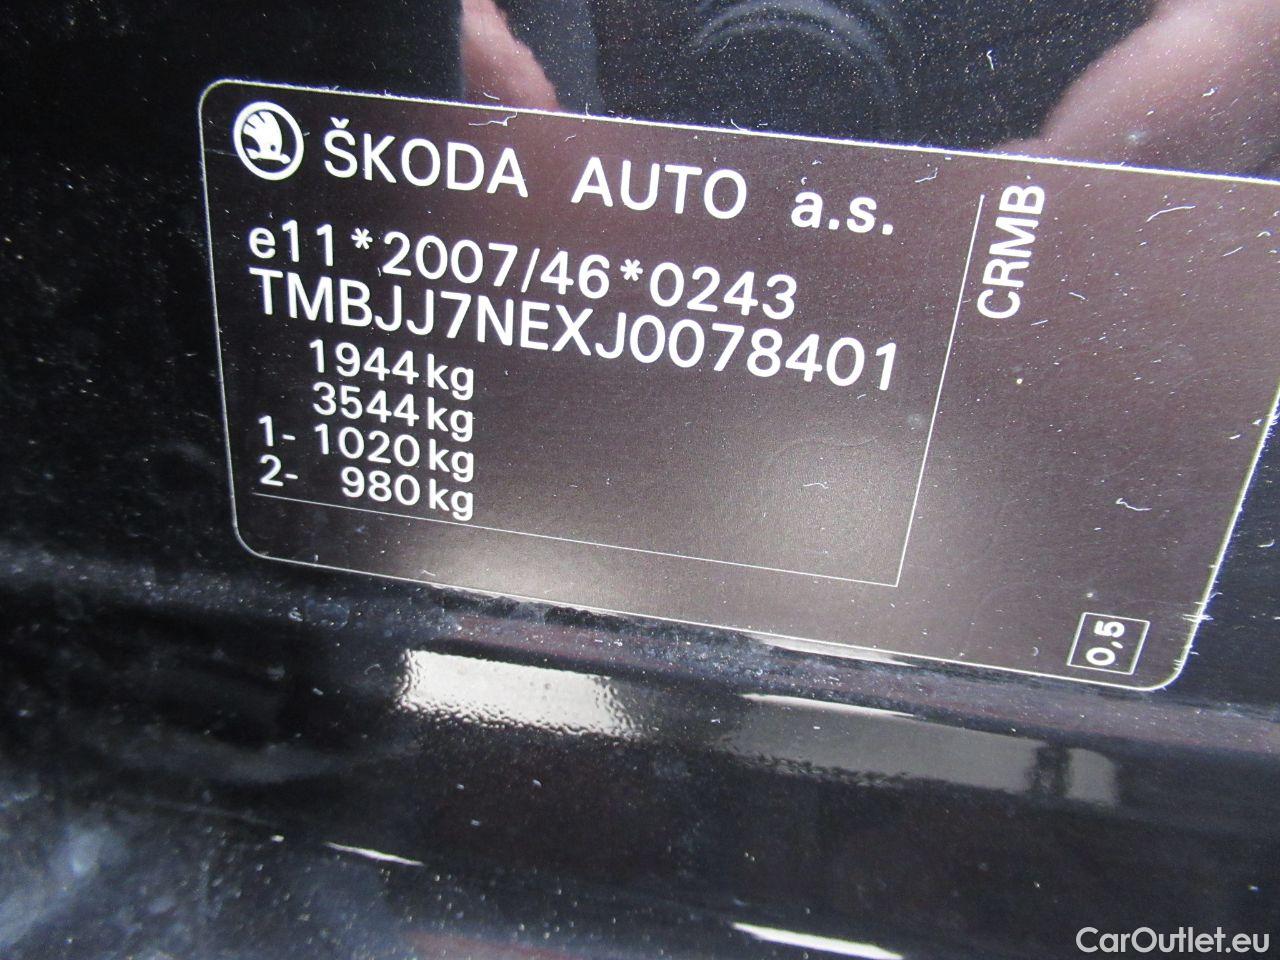 ŠKODA AUTO a.s.
e11*2007/46*0243
TMBJJ7NEXJ0078401
1944kg
3544kg
1- 1020kg
2- 980kg
CRMB
0,5
CarOutlet.eu